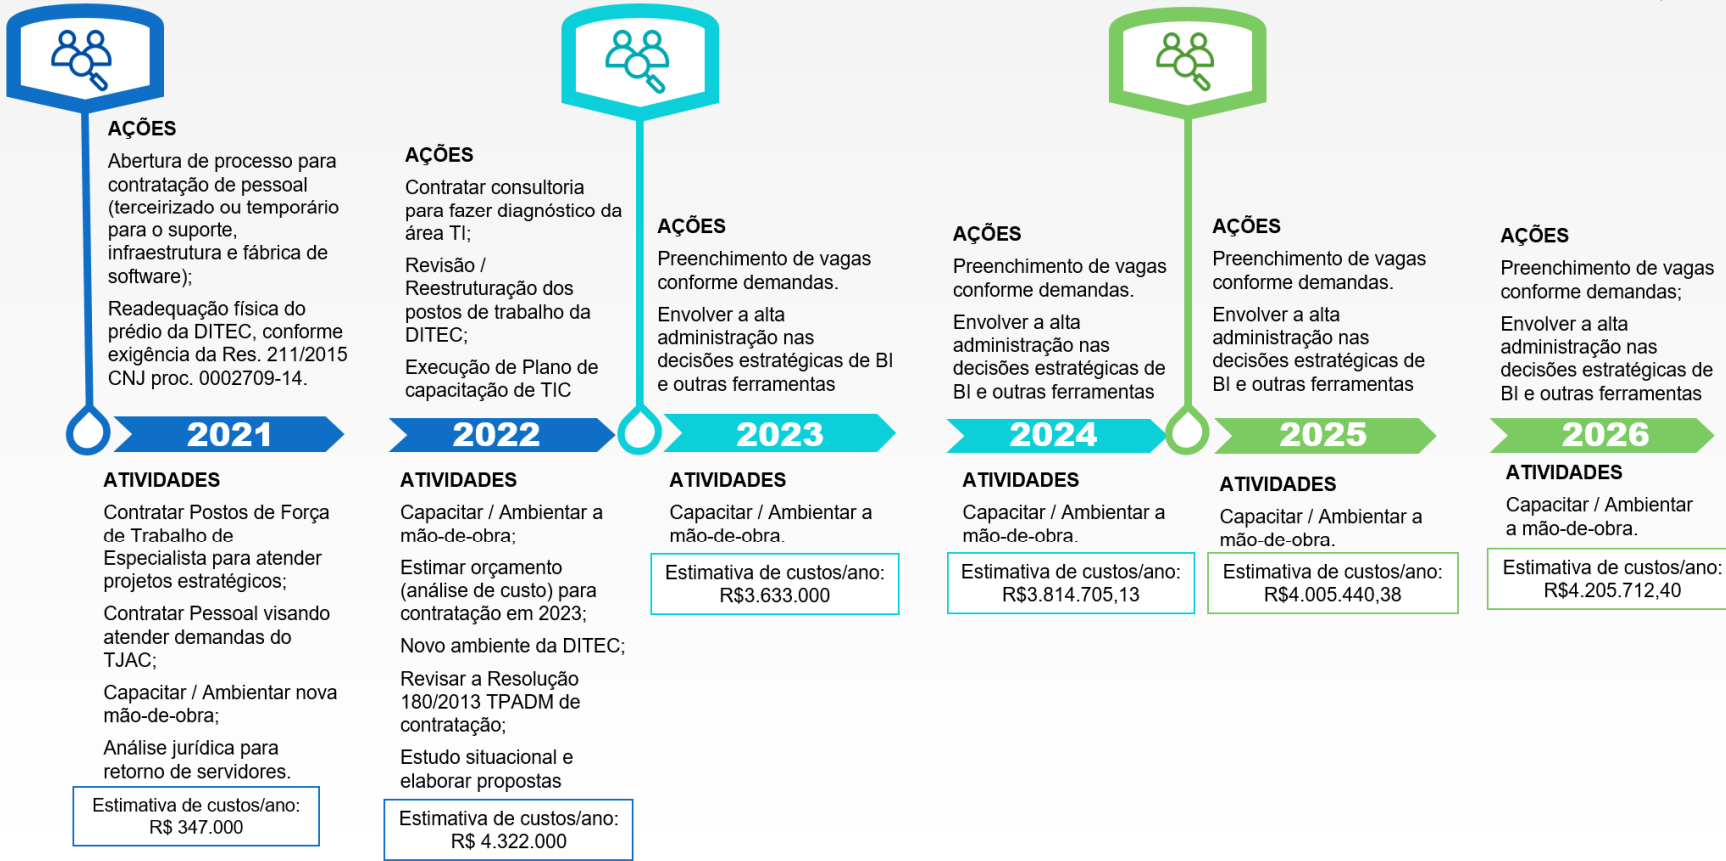 AÇÕES
Abertura de processo para
contratação de pessoal
(terceirizado ou temporário
para o suporte,
infraestrutura e fábrica de
software);
Readequação física do
prédio da DITEC, conforme
exigência da Res. 211/2015
CNJ proc. 0002709-14.
2021
ATIVIDADES
Contratar Postos de Força
de Trabalho de
Especialista para atender
projetos estratégicos;
Contratar Pessoal visando
atender demandas do
TJAC;
Capacitar / Ambientar nova
mão-de-obra;
Análise jurídica para
retorno de servidores.
Estimativa de custos/ano:
R$ 347.000
AÇÕES
Contratar consultoria
para fazer diagnóstico da
área TI;
Revisão /
Reestruturação dos
postos de trabalho da
DITEC;
Execução de Plano de
capacitação de TIC
2022
ATIVIDADES
Capacitar / Ambientar a
mão-de-obra;
Estimar orçamento
(análise de custo) para
contratação em 2023;
Novo ambiente da DITEC;
Revisar a Resolução
180/2013 TPADM de
contratação;
Estudo situacional e
elaborar propostas
Estimativa de custos/ano:
R$ 4.322.000
AÇÕES
Preenchimento de vagas
conforme demandas.
Envolver a alta
administração nas
decisões estratégicas de BI
e outras ferramentas
2023
ATIVIDADES
Capacitar / Ambientar a
mão-de-obra.
Estimativa de custos/ano:
R$3.633.000
AÇÕES
Preenchimento de vagas
conforme demandas.
Envolver a alta
administração nas
decisões estratégicas de
BI e outras ferramentas
2024
ATIVIDADES
Capacitar / Ambientar a
mão-de-obra.
Estimativa de custos/ano:
R$3.814.705,13
AÇÕES
Preenchimento de vagas
conforme demandas.
Envolver a alta
administração nas
decisões estratégicas de
BI e outras ferramentas
2025
ATIVIDADES
Capacitar / Ambientar a
mão-de-obra.
Estimativa de custos/ano:
R$4.005.440,38
AÇÕES
Preenchimento de vagas
conforme demandas;
Envolver a alta
administração nas
decisões estratégicas de
BI e outras ferramentas
2026
ATIVIDADES
Capacitar / Ambientar
a mão-de-obra.
Estimativa de custos/ano:
R$4.205.712,40